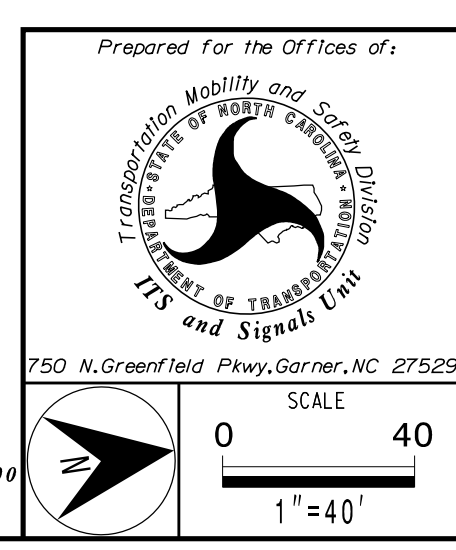 Prepared for the Offices of:
Transportation Mobility and Safety Division
STATE OF NORTH CAROLINA
DEPARTMENT OF TRANSPORTATION
ITS and Signals Unit
750 N.Greenfield Pkwy,Garner,NC 27529
N
SCALE
0 40
1"=40'